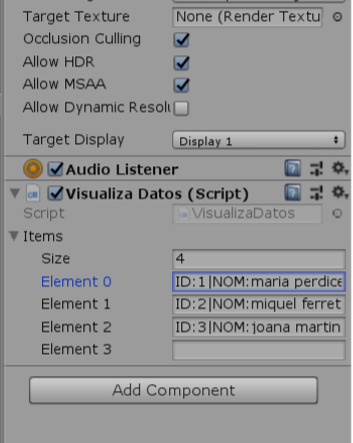 Target Texture None (Render Textu
Occlusion Culling
Allow HDR
Allow MSAA
Allow Dynamic Resolu
Target Display Display 1
Audio Listener
Visualiza Datos (Script)
Script VisualizaDatos
Items
Size 4
Element 0 ID:1|NOM:maria perdice
Element 1 ID:2|NOM:miquel ferret
Element 2 ID:3|NOM:joana martin
Element 3
Add Component